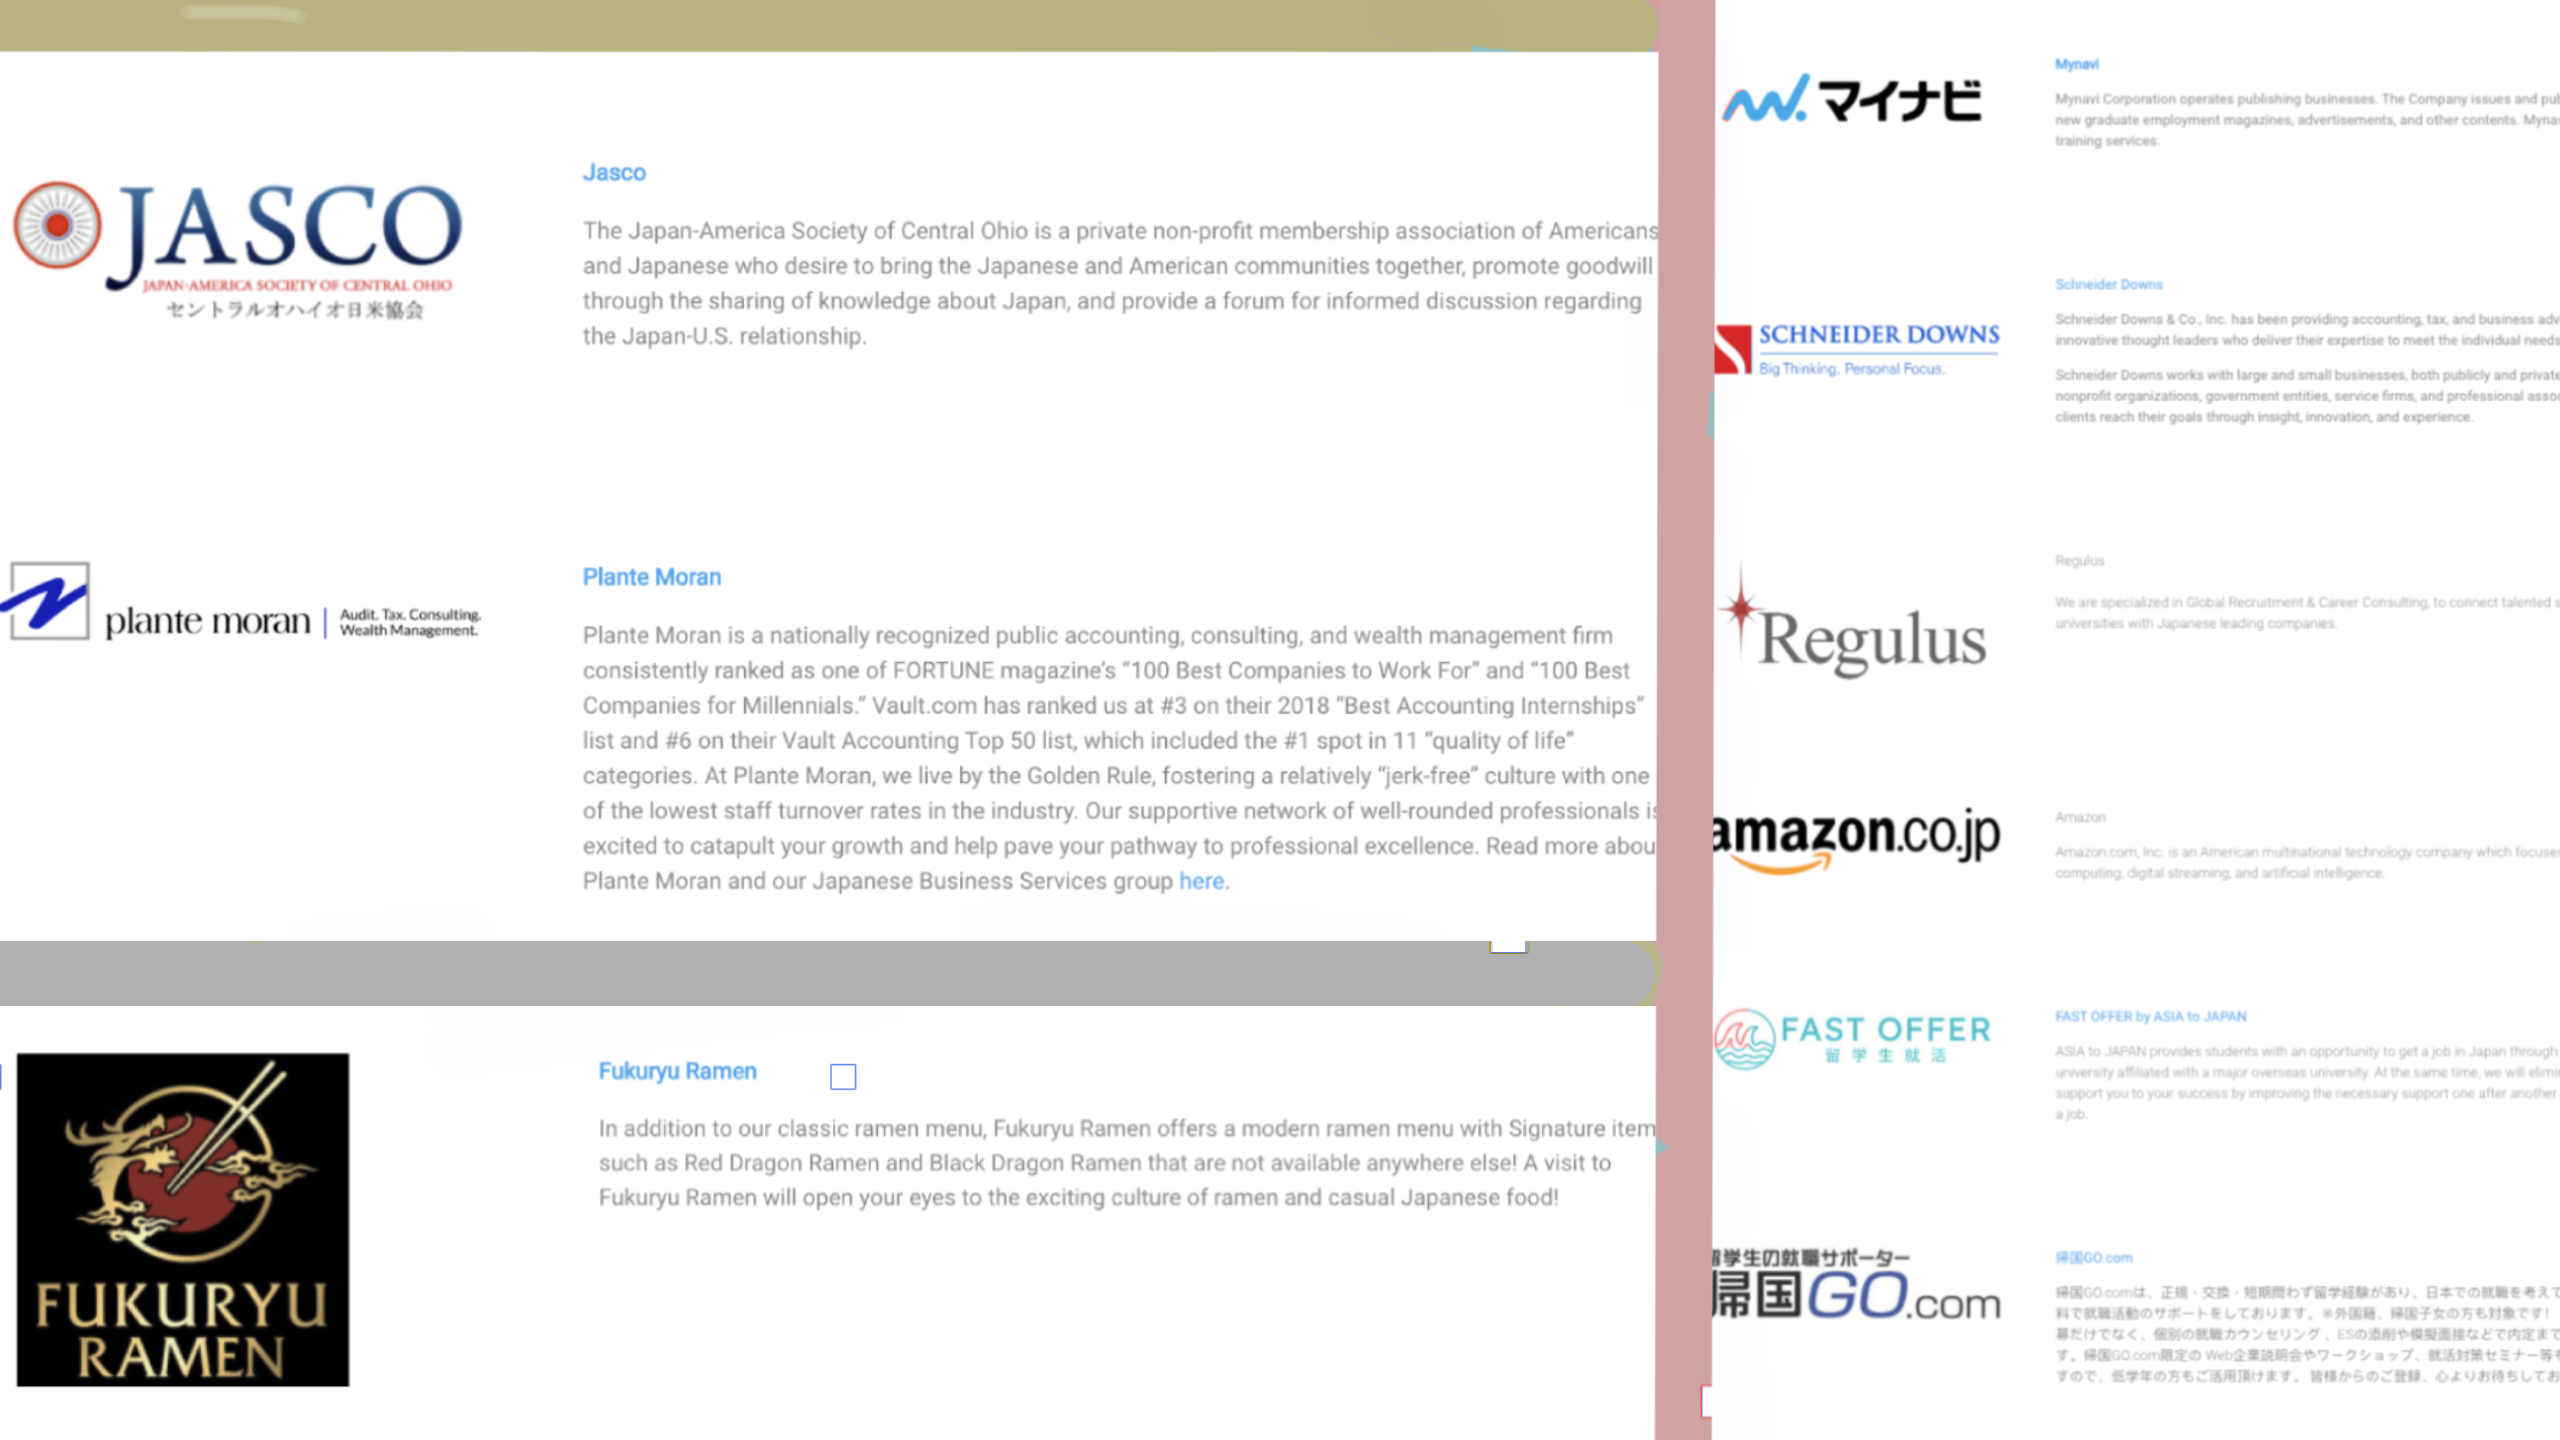 JASCO
JAPAN-AMERICA SOCIETY OF CENTRAL OHIO
セントラルオハイオ日米協会
Jasco
The Japan-America Society of Central Ohio is a private non-profit membership association of Americans
and Japanese who desire to bring the Japanese and American communities together, promote goodwill
through the sharing of knowledge about Japan, and provide a forum for informed discussion regarding
the Japan-U.S. relationship.
plante moran
Audit. Tax. Consulting.
Wealth Management.
Plante Moran
Plante Moran is a nationally recognized public accounting, consulting, and wealth management firm
consistently ranked as one of FORTUNE magazine’s “100 Best Companies to Work For” and “100 Best
Companies for Millennials.” Vault.com has ranked us at #3 on their 2018 “Best Accounting Internships”
list and #6 on their Vault Accounting Top 50 list, which included the #1 spot in 11 “quality of life”
categories. At Plante Moran, we live by the Golden Rule, fostering a relatively “jerk-free” culture with one
of the lowest staff turnover rates in the industry. Our supportive network of well-rounded professionals is
excited to catapult your growth and help pave your pathway to professional excellence. Read more abou
Plante Moran and our Japanese Business Services group here.
FUKURYU
RAMEN
Fukuryu Ramen
In addition to our classic ramen menu, Fukuryu Ramen offers a modern ramen menu with Signature item
such as Red Dragon Ramen and Black Dragon Ramen that are not available anywhere else! A visit to
Fukuryu Ramen will open your eyes to the exciting culture of ramen and casual Japanese food!
マイナビ
Mynavi
Mynavi Corporation operates publishing businesses. The Company issues and pub
new graduate employment magazines, advertisements, and other contents. Myna
training services.
SCHNEIDER DOWNS
Big Thinking. Personal Focus.
Schneider Downs
Schneider Downs & Co., Inc. has been providing accounting, tax, and business adv
innovative thought leaders who deliver their expertise to meet the individual needs
Schneider Downs works with large and small businesses, both publicly and private
nonprofit organizations, government entities, service firms, and professional asso
clients reach their goals through insight, innovation, and experience.
Regulus
Regulus
We are specialized in Global Recruitment & Career Consulting, to connect talented s
universities with Japanese leading companies.
amazon.co.jp
Amazon
Amazon.com, Inc. is an American multinational technology company which focuses
computing, digital streaming, and artificial intelligence.
FAST OFFER
留学生就活
FAST OFFER by ASIA to JAPAN
ASIA to JAPAN provides students with an opportunity to get a job in Japan through
university affiliated with a major overseas university. At the same time, we will elimi
support you to your success by improving the necessary support one after another
a job.
留学生の就職サポーター
帰国GO.com
帰国GO.com
帰国GO.comは、正規・交換・短期問わず留学経験があり、日本での就職を考えて
料で就職活動のサポートをしております。※外国籍、帰国子女の方も対象です!
募だけでなく、個別の就職カウンセリング 、ESの添削や模擬面接などで内定まで
す。帰国GO.com限定の Web企業説明会やワークショップ、就活対策セミナー等も
すので、低学年の方もご活用頂けます。 皆様からのご登録、心よりお待ちしてお